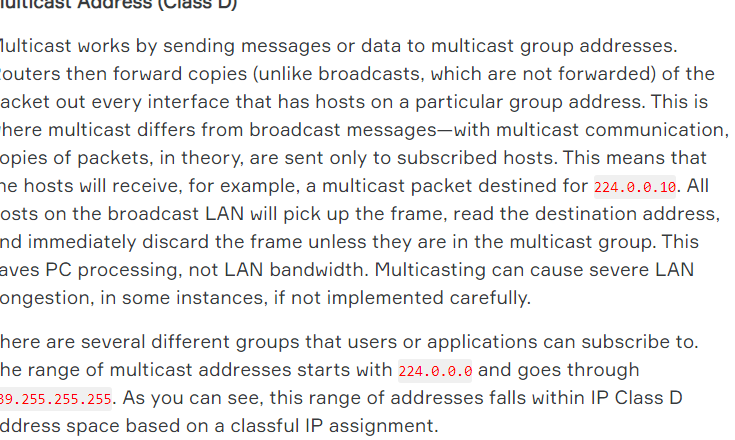 ulticast Address (Class D)
ulticast works by sending messages or data to multicast group addresses.
outers then forward copies (unlike broadcasts, which are not forwarded) of the
acket out every interface that has hosts on a particular group address. This is
here multicast differs from broadcast messages—with multicast communication,
opies of packets, in theory, are sent only to subscribed hosts. This means that
he hosts will receive, for example, a multicast packet destined for 224.0.0.10. All
osts on the broadcast LAN will pick up the frame, read the destination address,
nd immediately discard the frame unless they are in the multicast group. This
aves PC processing, not LAN bandwidth. Multicasting can cause severe LAN
ongestion, in some instances, if not implemented carefully.
here are several different groups that users or applications can subscribe to.
he range of multicast addresses starts with 224.0.0.0 and goes through
39.255.255.255. As you can see, this range of addresses falls within IP Class D
ddress space based on a classful IP assignment.